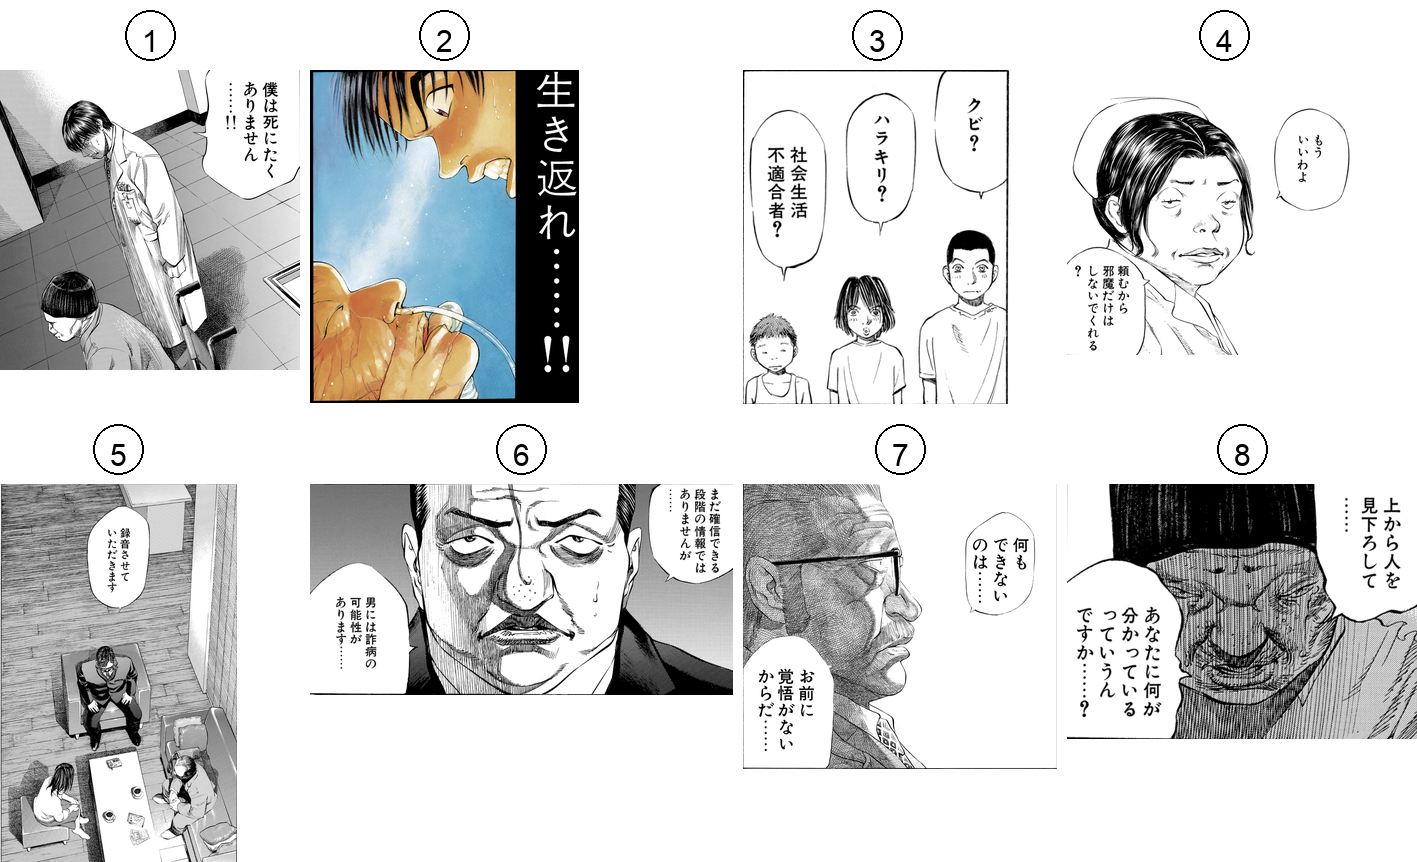 1
僕は死にたく
ありません
……!!
2
生き返れ……!!
3
クビ？
ハラキリ？
社会生活
不適合者？
4
もう
いいわよ
頼むから
邪魔だけは
しないでくれる
？
5
録音させて
いただきます
6
まだ確信できる
段階の情報では
ありませんが
……
男には詐病の
可能性が
あります……
7
何も
できない
のは……
お前に
覚悟がない
からだ……
8
上から人を
見下ろして
……
あなたに何が
分かっている
っていうん
ですか……？